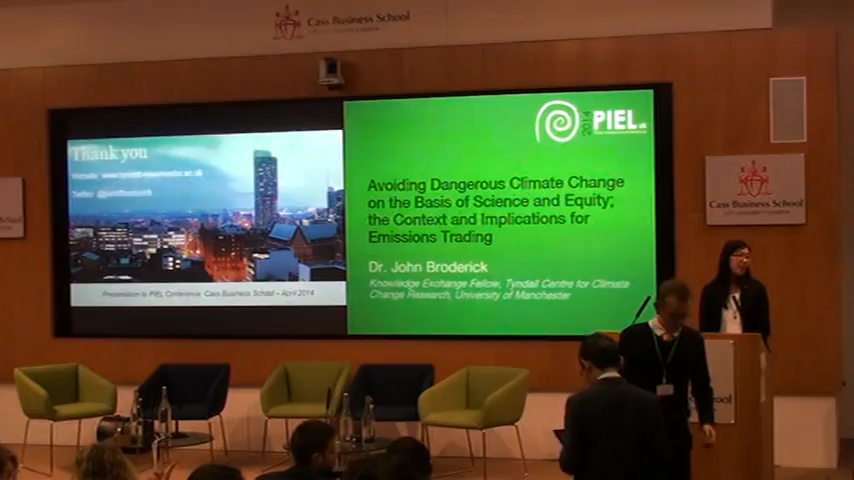 Cass Business School
Thank you
Presentation to PIEL Conference, Cass Business School – April 2014
2014
PIEL UK
Avoiding Dangerous Climate Change
on the Basis of Science and Equity;
the Context and Implications for
Emissions Trading
Dr. John Broderick
Knowledge Exchange Fellow, Tyndall Centre for Climate
Change Research, University of Manchester
Cass Business School